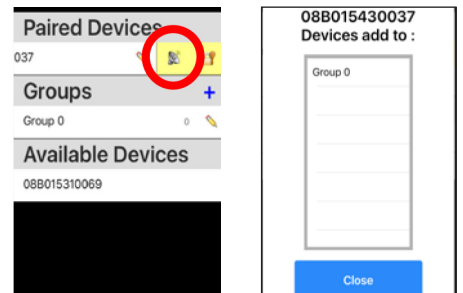 Paired Devices
037
Groups
+
Group 0
0
Available Devices
08B015310069
08B015430037
Devices add to :
Group 0
Close